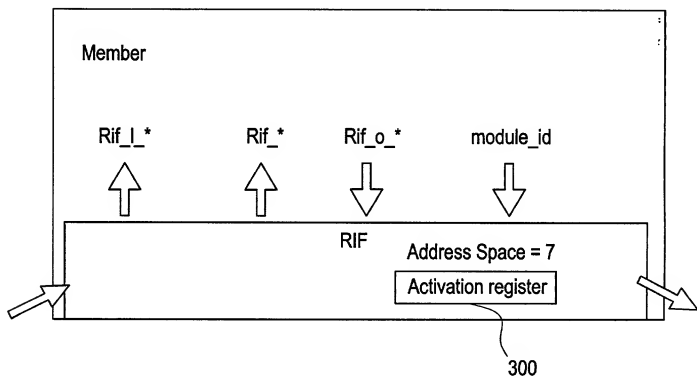 Member
Rif_I_* Rif_* Rif_o_* module_id
RIF
Address Space = 7
Activation register
300